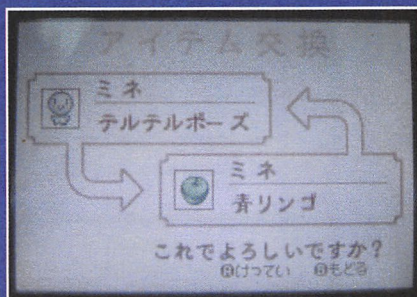 アイテム交換
ミネ
テルテルボーズ
ミネ
青リンゴ
これでよろしいですか?
Ⓐけってい Ⓑもどる